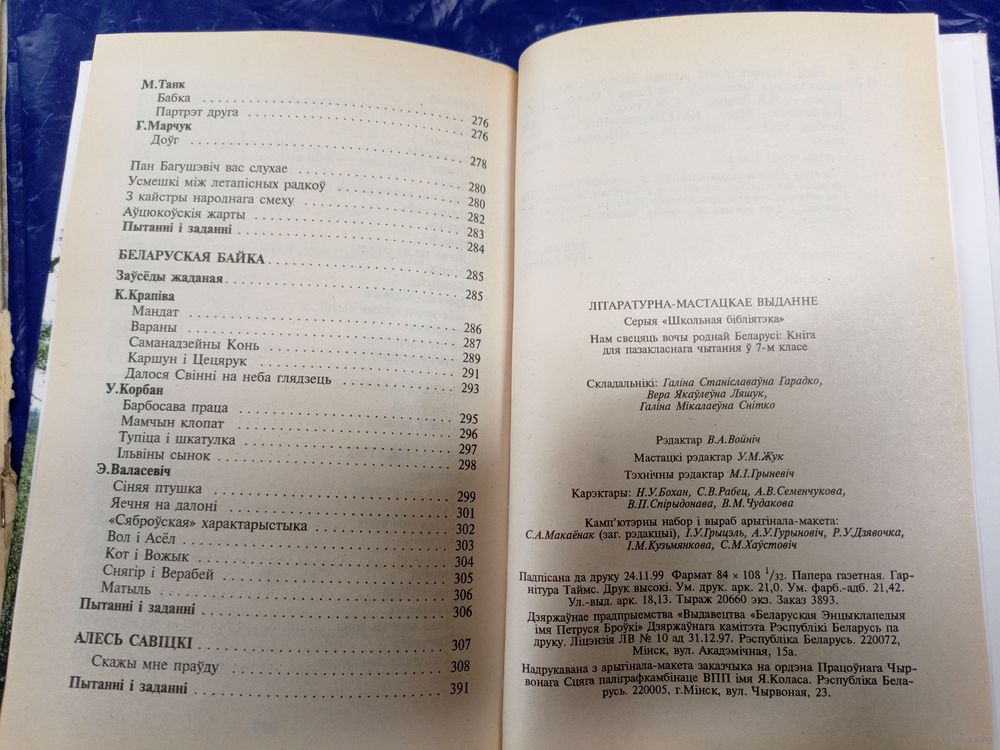 М.Танк
Бабка 276
Партрэт друга 276
Г.Марчук
Доўг 278
Пан Багушэвіч вас слухае 280
Усмешкі між летапісных радкоў 280
З кайстры народнага смеху 282
Аўцюкоўскія жарты 283
Пытанні і заданні 284
БЕЛАРУСКАЯ БАЙКА 285
Заўсёды жаданая 285
К.Крапіва
Мандат 286
Вараны 287
Саманадзейны Конь 289
Каршун і Цецярук 291
Далося Свінні на неба глядзець 293
У.Корбан
Барбосава праца 295
Мамчын клопат 296
Тупіца і шкатулка 297
Ільвіны сынок 298
Э.Валасевіч
Сіняя птушка 299
Яечня на далоні 301
«Сяброўская» характарыстыка 302
Вол і Асёл 303
Кот і Вожык 304
Снягір і Верабей 305
Матыль 306
Пытанні і заданні 306
АЛЕСЬ САВІЦКІ 307
Скажы мне праўду 308
Пытанні і заданні 391
ЛІТАРАТУРНА-МАСТАЦКАЕ ВЫДАННЕ
Серыя «Школьная бібліятэка»
Нам свецяць вочы роднай Беларусі: Кніга
для пазакласнага чытання ў 7-м класе
Складальнікі: Галіна Станіславаўна Гарадко,
Вера Якаўлеўна Ляшук,
Галіна Мікалаеўна Снітко
Рэдактар В.А.Войніч
Мастацкі рэдактар У.М.Жук
Тэхнічны рэдактар М.І.Грыневіч
Карэктары: Н.У.Бохан, С.В.Рабец, А.В.Семенчукова,
В.П.Спірыдонава, В.М.Чудакова
Камп'ютэрны набор і выраб арыгінала-макета:
С.А.Макаёнак (заг. рэдакцыі), І.У.Грыцэль, А.У.Гурыновіч, Р.У.Дзявочка,
І.М.Кузьмянкова, С.М.Хаўстовіч
Падпісана да друку 24.11.99 Фармат 84 × 108 1/32. Папера газетная. Гар-
нітура Таймс. Друк высокі. Ум. друк. арк. 21,0. Ум. фарб.-адб. 21,42.
Ул.-выд. арк. 18,13. Тыраж 20660 экз. Заказ 3893.
Дзяржаўнае прадпрыемства «Выдавецтва «Беларуская Энцыклапедыя
імя Петруся Броўкі» Дзяржаўнага камітэта Рэспублікі Беларусь па
друку. Ліцэнзія ЛВ № 10 ад 31.12.97. Рэспубліка Беларусь. 220072,
Мінск, вул. Акадэмічная, 15а.
Надрукавана з арыгінала-макета заказчыка на ордэна Працоўнага Чыр-
вонага Сцяга паліграфкамбінаце ВПП імя Я.Коласа. Рэспубліка Бела-
русь. 220005, г.Мінск, вул. Чырвоная, 23.